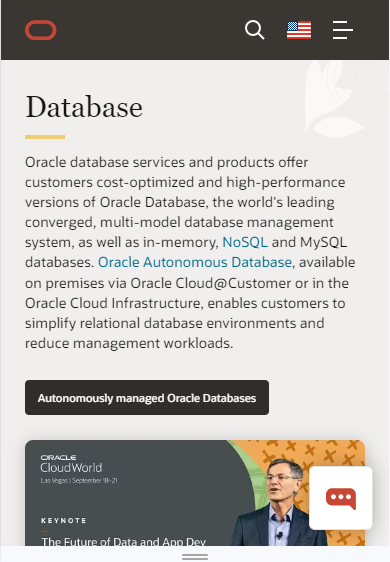 Database
Oracle database services and products offer
customers cost-optimized and high-performance
versions of Oracle Database, the world's leading
converged, multi-model database management
system, as well as in-memory, NoSQL and MySQL
databases. Oracle Autonomous Database, available
on premises via Oracle Cloud@Customer or in the
Oracle Cloud Infrastructure, enables customers to
simplify relational database environments and
reduce management workloads.
Autonomously managed Oracle Databases
ORACLE
CloudWorld
Las Vegas | September 18–21
KEYNOTE
The Future of Data and App Dev